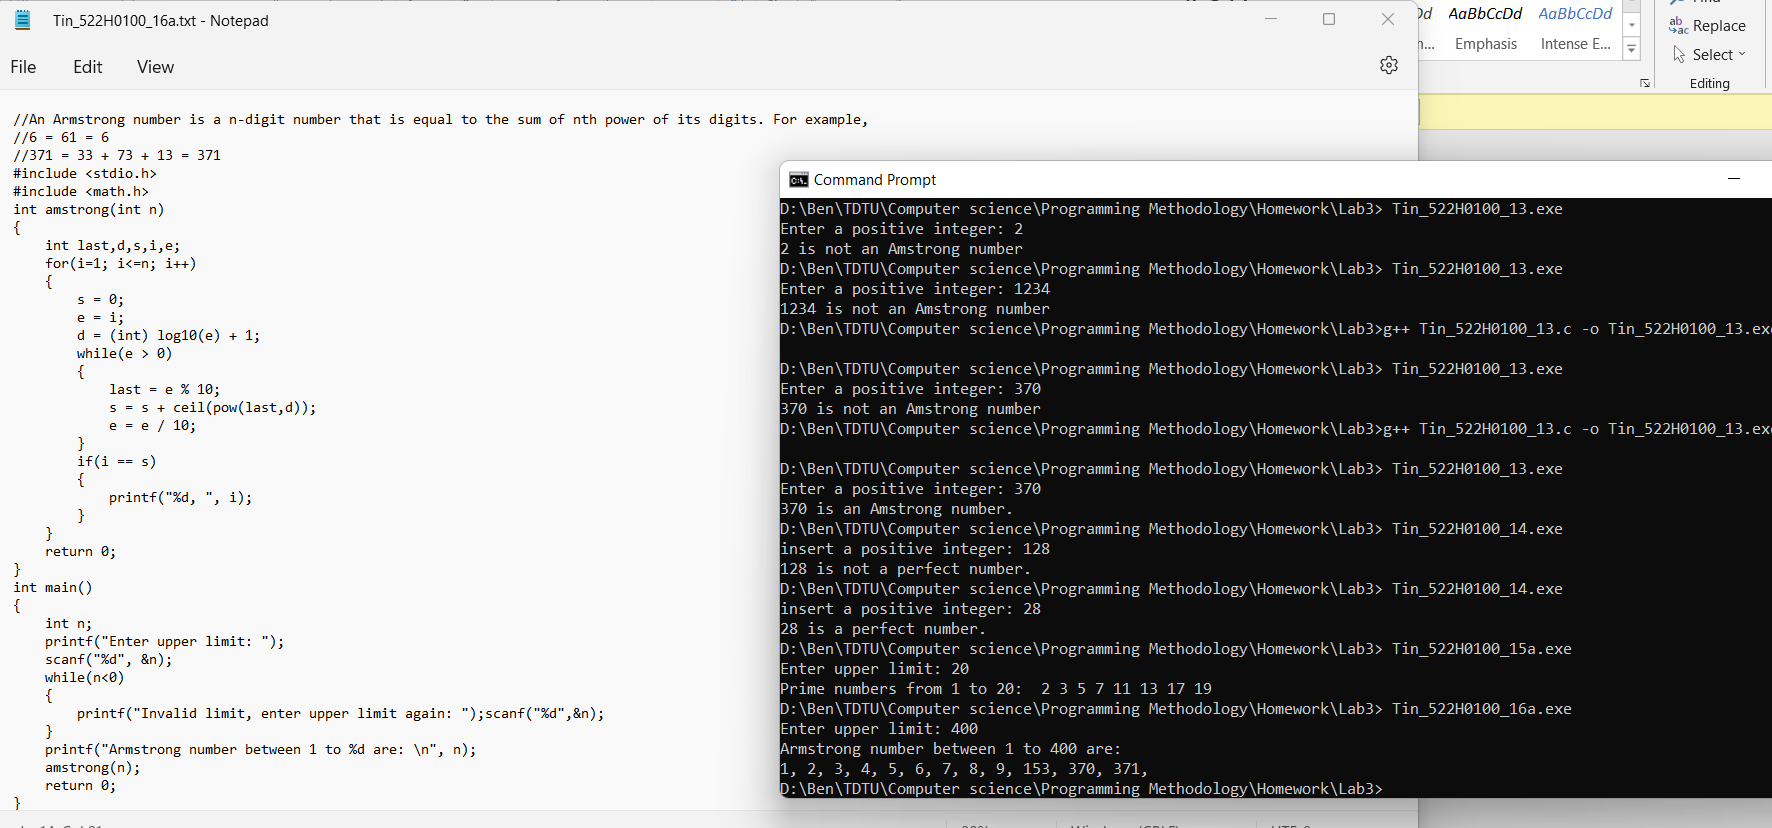 Tin_522H0100_16a.txt - Notepad
File Edit View
//An Armstrong number is a n-digit number that is equal to the sum of nth power of its digits. For example,
//6 = 61 = 6
//371 = 33 + 73 + 13 = 371
#include <stdio.h>
#include <math.h>
int amstrong(int n)
{
    int last,d,s,i,e;
    for(i=1; i<=n; i++)
    {
        s = 0;
        e = i;
        d = (int) log10(e) + 1;
        while(e > 0)
        {
            last = e % 10;
            s = s + ceil(pow(last,d));
            e = e / 10;
        }
        if(i == s)
        {
            printf("%d, ", i);
        }
    }
    return 0;
}
int main()
{
    int n;
    printf("Enter upper limit: ");
    scanf("%d", &n);
    while(n<0)
    {
        printf("Invalid limit, enter upper limit again: ");scanf("%d",&n);
    }
    printf("Armstrong number between 1 to %d are: \n", n);
    amstrong(n);
    return 0;
}
AaBbCcDd AaBbCcDd
Emphasis Intense E...
Replace
Select
Editing
Command Prompt
D:\Ben\TDTU\Computer science\Programming Methodology\Homework\Lab3> Tin_522H0100_13.exe
Enter a positive integer: 2
2 is not an Amstrong number
D:\Ben\TDTU\Computer science\Programming Methodology\Homework\Lab3> Tin_522H0100_13.exe
Enter a positive integer: 1234
1234 is not an Amstrong number
D:\Ben\TDTU\Computer science\Programming Methodology\Homework\Lab3>g++ Tin_522H0100_13.c -o Tin_522H0100_13.exe
D:\Ben\TDTU\Computer science\Programming Methodology\Homework\Lab3> Tin_522H0100_13.exe
Enter a positive integer: 370
370 is not an Amstrong number
D:\Ben\TDTU\Computer science\Programming Methodology\Homework\Lab3>g++ Tin_522H0100_13.c -o Tin_522H0100_13.exe
D:\Ben\TDTU\Computer science\Programming Methodology\Homework\Lab3> Tin_522H0100_13.exe
Enter a positive integer: 370
370 is an Amstrong number.
D:\Ben\TDTU\Computer science\Programming Methodology\Homework\Lab3> Tin_522H0100_14.exe
insert a positive integer: 128
128 is not a perfect number.
D:\Ben\TDTU\Computer science\Programming Methodology\Homework\Lab3> Tin_522H0100_14.exe
insert a positive integer: 28
28 is a perfect number.
D:\Ben\TDTU\Computer science\Programming Methodology\Homework\Lab3> Tin_522H0100_15a.exe
Enter upper limit: 20
Prime numbers from 1 to 20:  2 3 5 7 11 13 17 19
D:\Ben\TDTU\Computer science\Programming Methodology\Homework\Lab3> Tin_522H0100_16a.exe
Enter upper limit: 400
Armstrong number between 1 to 400 are:
1, 2, 3, 4, 5, 6, 7, 8, 9, 153, 370, 371,
D:\Ben\TDTU\Computer science\Programming Methodology\Homework\Lab3>